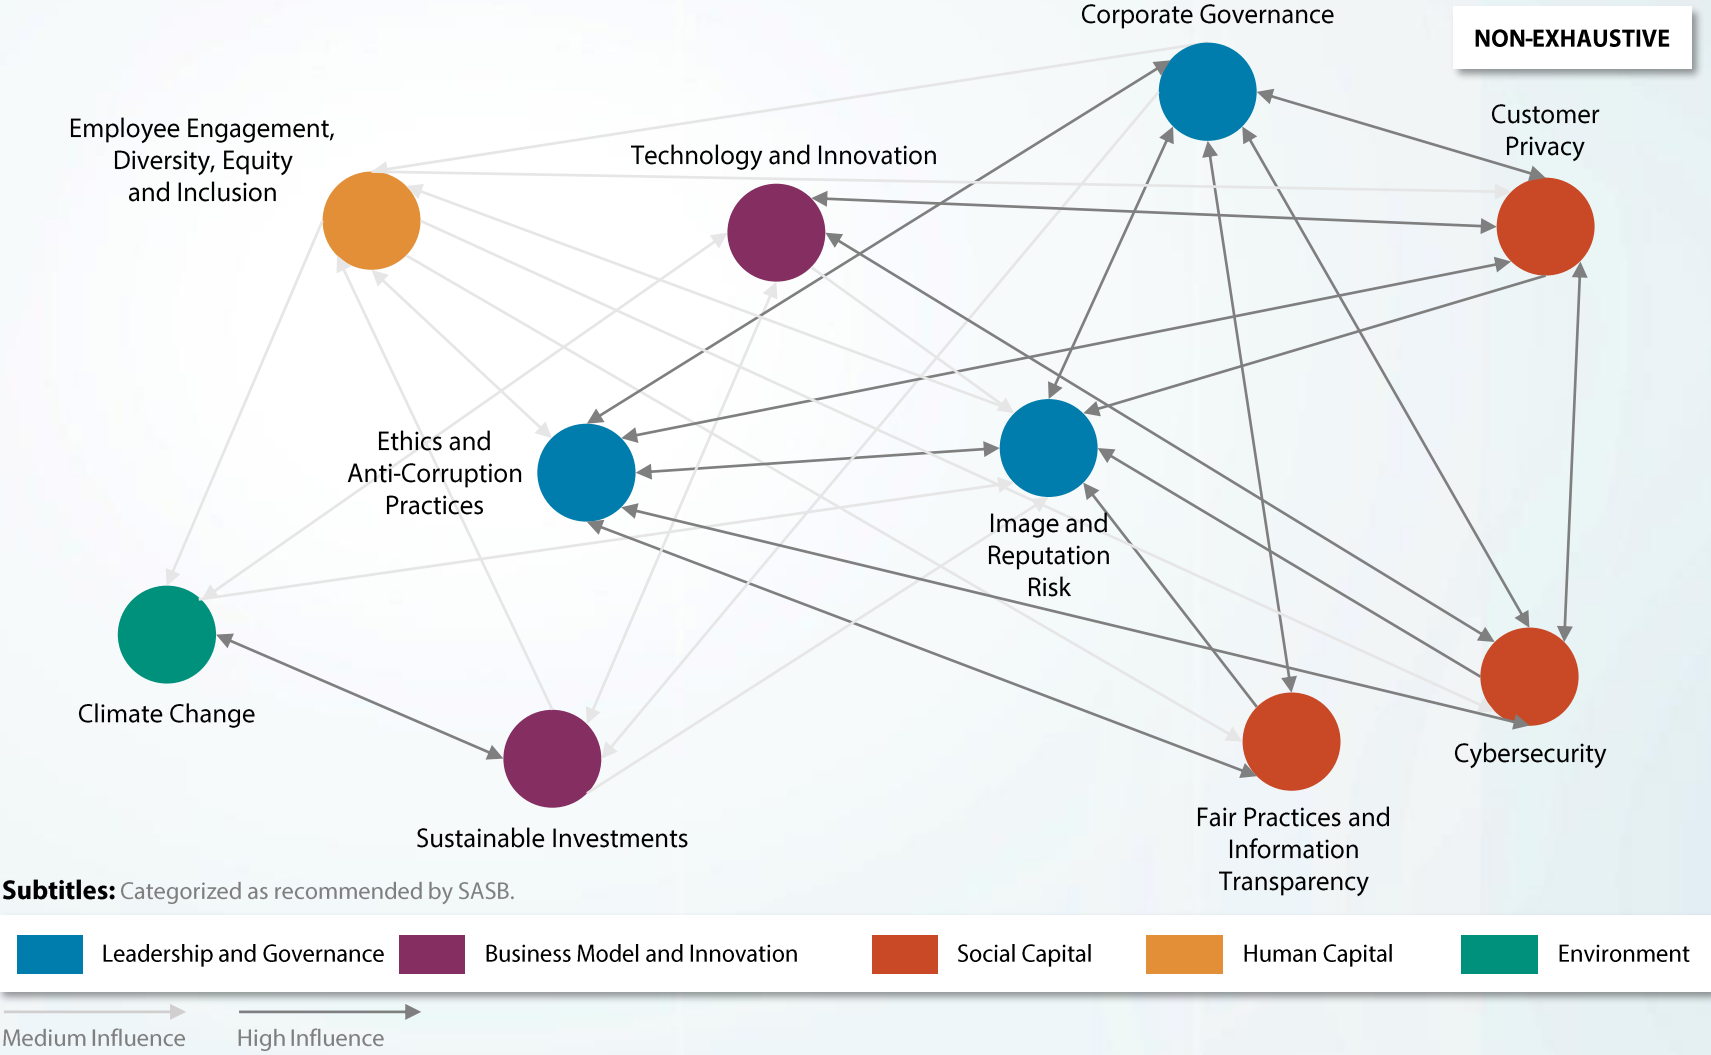 Corporate Governance
NON-EXHAUSTIVE
Employee Engagement,
Diversity, Equity
and Inclusion
Technology and Innovation
Customer
Privacy
Ethics and
Anti-Corruption
Practices
Image and
Reputation
Risk
Climate Change
Cybersecurity
Sustainable Investments
Fair Practices and
Information
Transparency
Subtitles: Categorized as recommended by SASB.
Leadership and Governance
Business Model and Innovation
Social Capital
Human Capital
Environment
Medium Influence
High Influence